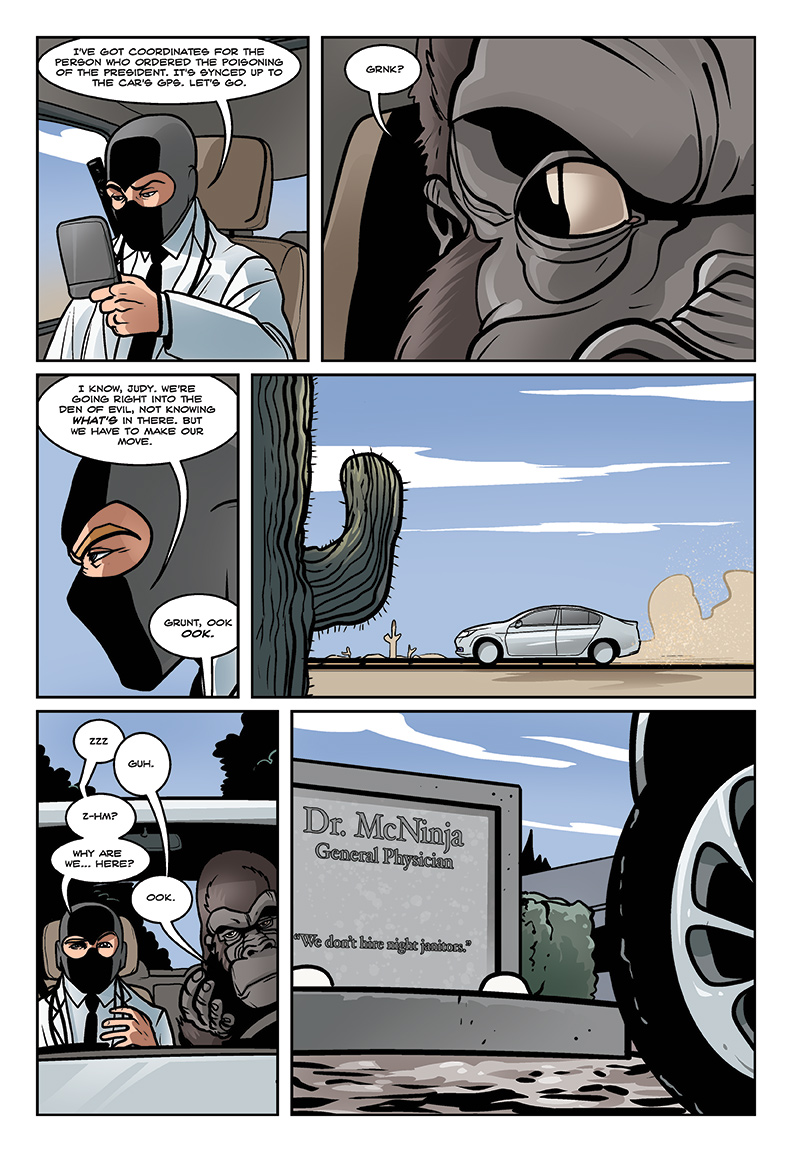 I'VE GOT COORDINATES FOR THE
PERSON WHO ORDERED THE POISONING
OF THE PRESIDENT. IT'S SYNCED UP TO
THE CAR'S GPS. LET'S GO.
GRNK?
I KNOW, JUDY. WE'RE
GOING RIGHT INTO THE
DEN OF EVIL, NOT KNOWING
WHAT'S IN THERE. BUT
WE HAVE TO MAKE OUR
MOVE.
GRUNT, OOK
OOK.
ZZZ
GUH.
Z-HM?
WHY ARE
WE... HERE?
OOK.
Dr. McNinja
General Physician
"We don't hire night janitors."